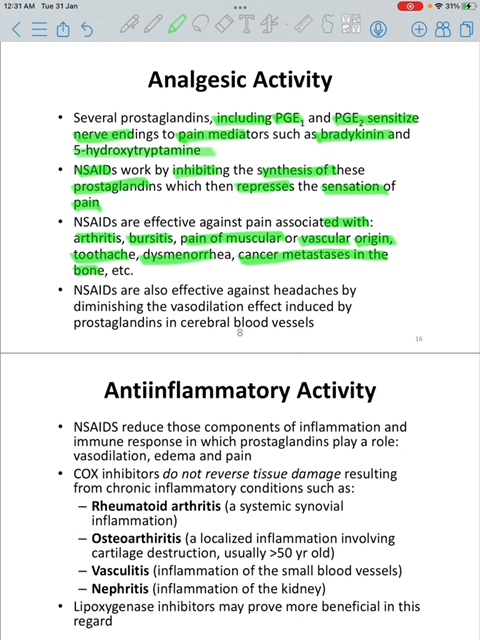 12:31 AM Tue 31 Jan
31%
Analgesic Activity
• Several prostaglandins, including PGE1 and PGE2 sensitize
nerve endings to pain mediators such as bradykinin and
5-hydroxytryptamine
• NSAIDs work by inhibiting the synthesis of these
prostaglandins which then represses the sensation of
pain
• NSAIDs are effective against pain associated with:
arthritis, bursitis, pain of muscular or vascular origin,
toothache, dysmenorrhea, cancer metastases in the
bone, etc.
• NSAIDs are also effective against headaches by
diminishing the vasodilation effect induced by
prostaglandins in cerebral blood vessels
8
16
Antiinflammatory Activity
• NSAIDS reduce those components of inflammation and
immune response in which prostaglandins play a role:
vasodilation, edema and pain
• COX inhibitors do not reverse tissue damage resulting
from chronic inflammatory conditions such as:
– Rheumatoid arthritis (a systemic synovial
inflammation)
– Osteoarthiritis (a localized inflammation involving
cartilage destruction, usually >50 yr old)
– Vasculitis (inflammation of the small blood vessels)
– Nephritis (inflammation of the kidney)
• Lipoxygenase inhibitors may prove more beneficial in this
regard